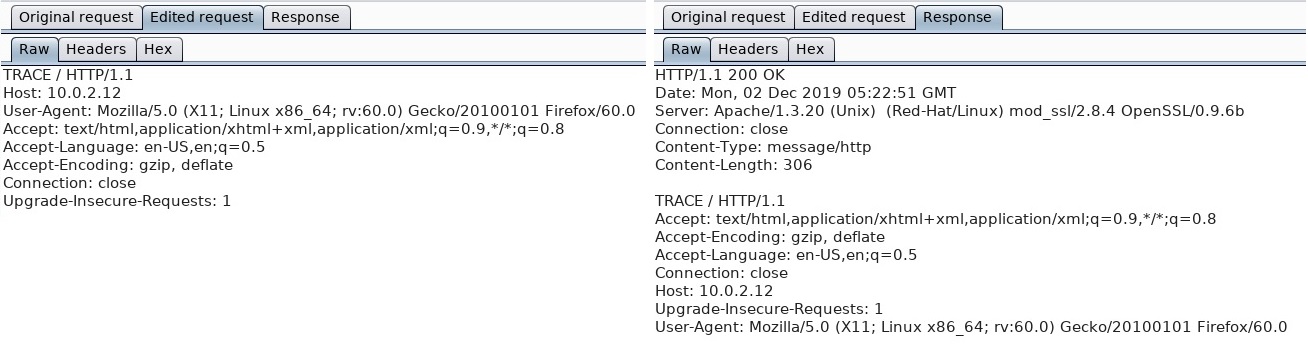 Original request Edited request Response
Raw Headers Hex
TRACE / HTTP/1.1
Host: 10.0.2.12
User-Agent: Mozilla/5.0 (X11; Linux x86_64; rv:60.0) Gecko/20100101 Firefox/60.0
Accept: text/html,application/xhtml+xml,application/xml;q=0.9,*/*;q=0.8
Accept-Language: en-US,en;q=0.5
Accept-Encoding: gzip, deflate
Connection: close
Upgrade-Insecure-Requests: 1
Original request Edited request Response
Raw Headers Hex
HTTP/1.1 200 OK
Date: Mon, 02 Dec 2019 05:22:51 GMT
Server: Apache/1.3.20 (Unix)  (Red-Hat/Linux) mod_ssl/2.8.4 OpenSSL/0.9.6b
Connection: close
Content-Type: message/http
Content-Length: 306
TRACE / HTTP/1.1
Accept: text/html,application/xhtml+xml,application/xml;q=0.9,*/*;q=0.8
Accept-Encoding: gzip, deflate
Accept-Language: en-US,en;q=0.5
Connection: close
Host: 10.0.2.12
Upgrade-Insecure-Requests: 1
User-Agent: Mozilla/5.0 (X11; Linux x86_64; rv:60.0) Gecko/20100101 Firefox/60.0